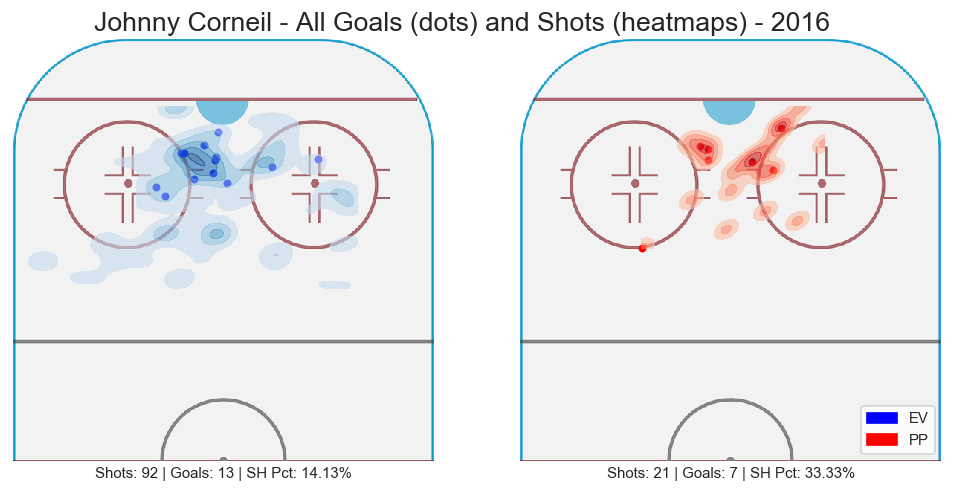 Johnny Corneil - All Goals (dots) and Shots (heatmaps) - 2016
EV
PP
Shots: 92 | Goals: 13 | SH Pct: 14.13%
Shots: 21 | Goals: 7 | SH Pct: 33.33%